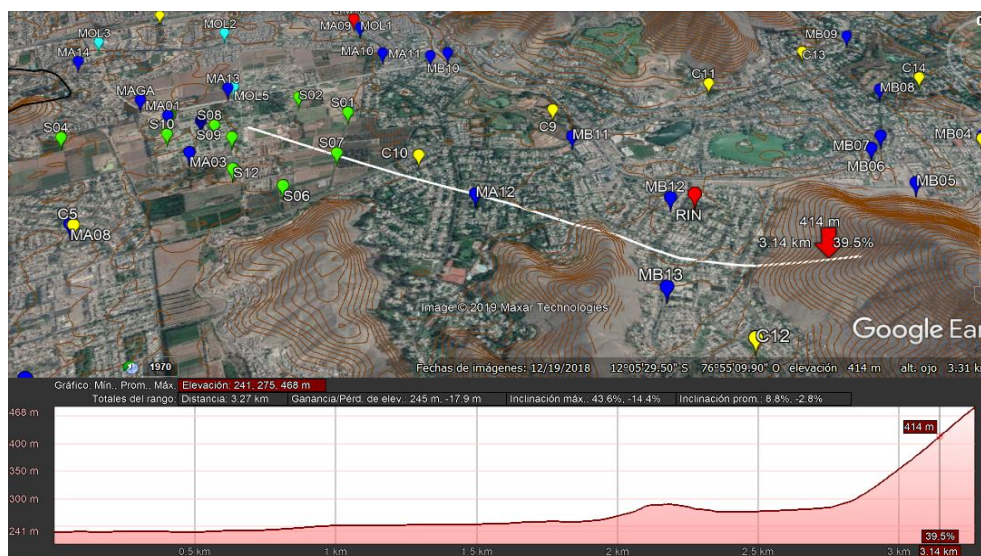 MOL2
MA09
MOL1
MOL3
MA14
MA10
MA11
MB10
MB09
C13
C14
C11
MB08
MA13
MOL5
MAGA
MA01
S02
S01
S08
S10
S09
S04
C9
MB11
MB04
MB07
MB06
MA03
S07
C10
S12
S06
MA12
MB12
RIN
MB05
C5
MA08
414 m
3.14 km 39.5%
MB13
Image © 2019 Maxar Technologies
C12
Google Ear
1970
Fechas de imágenes: 12/19/2018 12°05'29.50" S 76°55'09.90" O elevación 414 m alt. ojo 3.31 k
Gráfico: Mín., Prom., Máx. Elevación: 241, 275, 468 m
Totales del rango: Distancia: 3.27 km Ganancia/Pérd. de elev.: 245 m, -17.9 m Inclinación máx.: 43.6%, -14.4% Inclinación prom.: 8.8%, -2.8%
468 m
414 m
400 m
350 m
300 m
241 m
39.5%
0.5 km 1 km 1.5 km 2 km 2.5 km 3 km 3.14 km